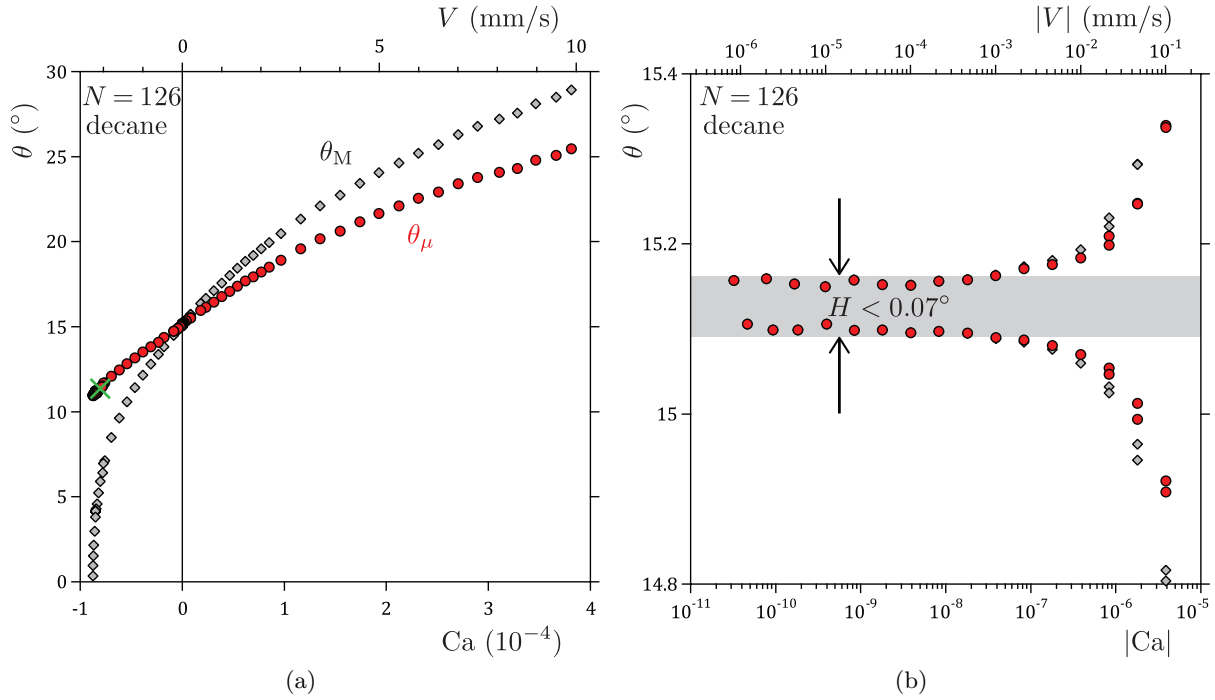 V (mm/s)
0 5 10
30
25
20
15
10
5
0
θ (°)
N = 126
decane
θ_M
θ_μ
-1 0 1 2 3 4
Ca (10^-4)
(a)
|V| (mm/s)
10^-6 10^-5 10^-4 10^-3 10^-2 10^-1
15.4
15.2
15
14.8
θ (°)
N = 126
decane
H < 0.07°
10^-11 10^-10 10^-9 10^-8 10^-7 10^-6 10^-5
|Ca|
(b)